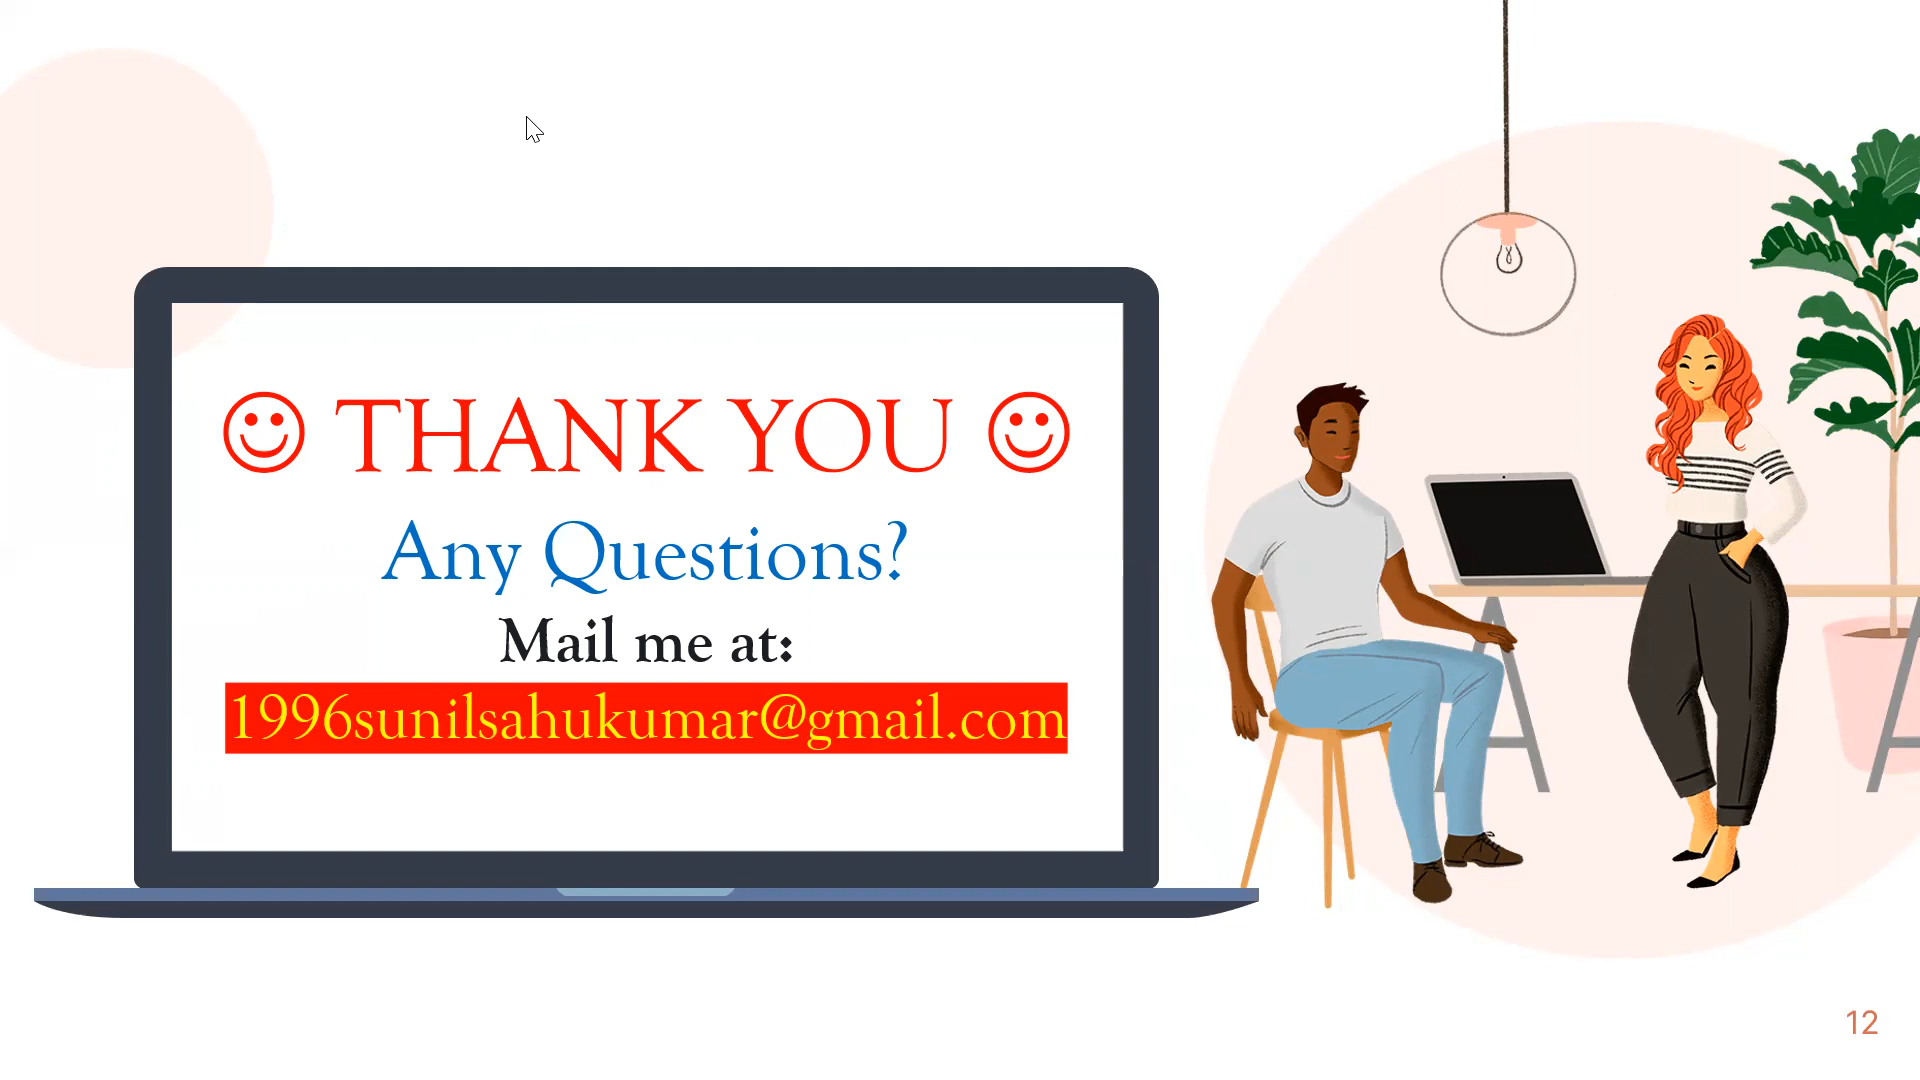 ☺ THANK YOU ☺
Any Questions?
Mail me at:
1996sunilsahukumar@gmail.com
12